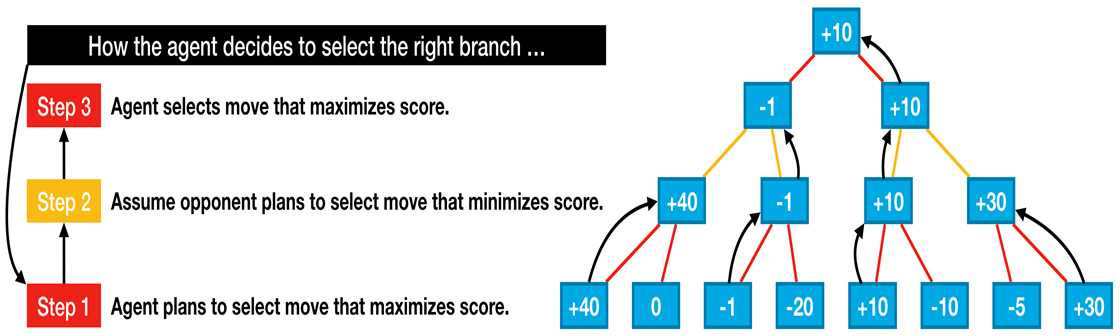 How the agent decides to select the right branch ...
Step 3 Agent selects move that maximizes score.
Step 2 Assume opponent plans to select move that minimizes score.
Step 1 Agent plans to select move that maximizes score.
+10
-1 +10
+40 -1 +10 +30
+40 0 -1 -20 +10 -10 -5 +30